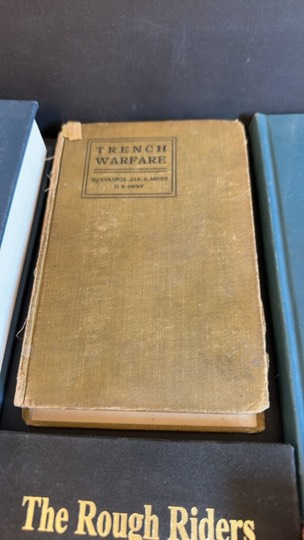 TRENCH
WARFARE
By COLONEL JAS. A. MOSS
U. S. ARMY
The Rough Riders